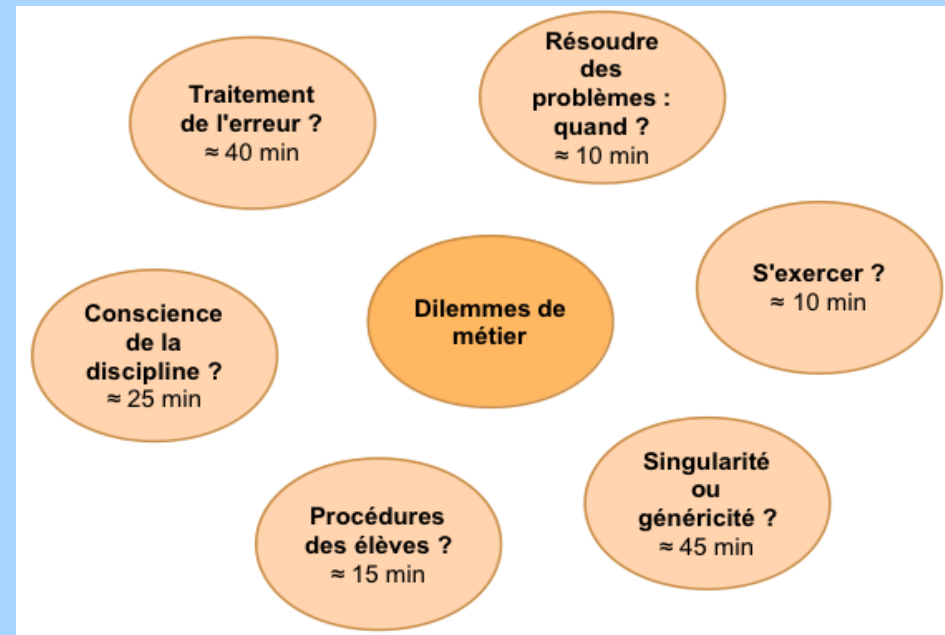 Traitement
de l'erreur ?
≈ 40 min
Résoudre
des
problèmes :
quand ?
≈ 10 min
S'exercer ?
≈ 10 min
Dilemmes de
métier
Conscience
de la
discipline ?
≈ 25 min
Singularité
ou
généricité ?
≈ 45 min
Procédures
des élèves ?
≈ 15 min